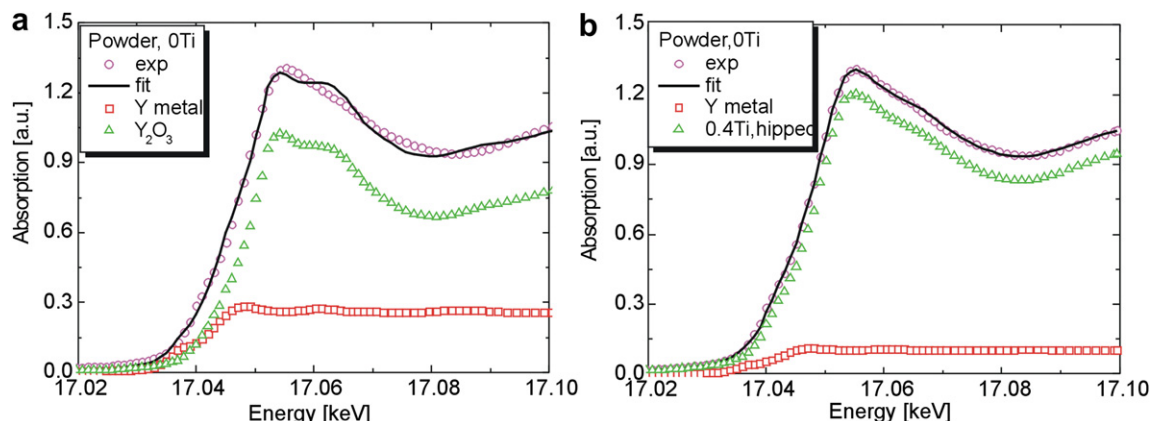 a
1.5
1.2
0.9
0.6
0.3
0.0
Absorption [a.u.]
Powder, 0Ti
exp
fit
Y metal
Y₂O₃
17.02
17.04
17.06
17.08
17.10
Energy [keV]
b
1.5
1.2
0.9
0.6
0.3
0.0
Absorption [a.u.]
Powder,0Ti
exp
fit
Y metal
0.4Ti,hipped
17.02
17.04
17.06
17.08
17.10
Energy [keV]